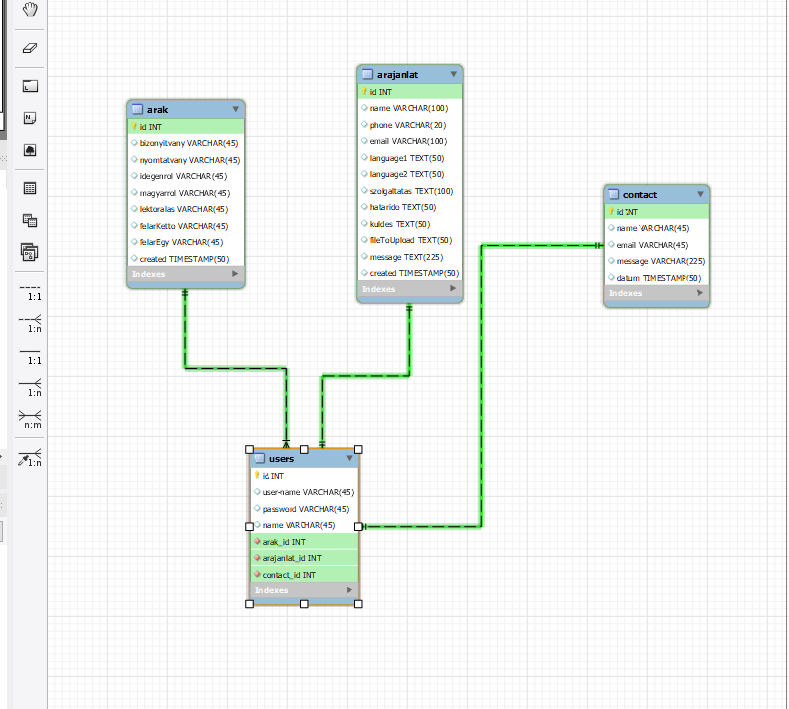 arak
id INT
bizonyitvany VARCHAR(45)
nyomtatvany VARCHAR(45)
idegenrol VARCHAR(45)
magyarrol VARCHAR(45)
lektoralas VARCHAR(45)
felarKetto VARCHAR(45)
felarEgy VARCHAR(45)
created TIMESTAMP(50)
Indexes
arajanlat
id INT
name VARCHAR(100)
phone VARCHAR(20)
email VARCHAR(100)
language1 TEXT(50)
language2 TEXT(50)
szolgaltatas TEXT(100)
hatarido TEXT(50)
kuldes TEXT(50)
fileToUpload TEXT(50)
message TEXT(225)
created TIMESTAMP(50)
Indexes
contact
id INT
name VARCHAR(45)
email VARCHAR(45)
message VARCHAR(225)
datum TIMESTAMP(50)
Indexes
users
id INT
user-name VARCHAR(45)
password VARCHAR(45)
name VARCHAR(45)
arak_id INT
arajanlat_id INT
contact_id INT
Indexes
1:1
1:n
1:1
1:n
n:m
1:n